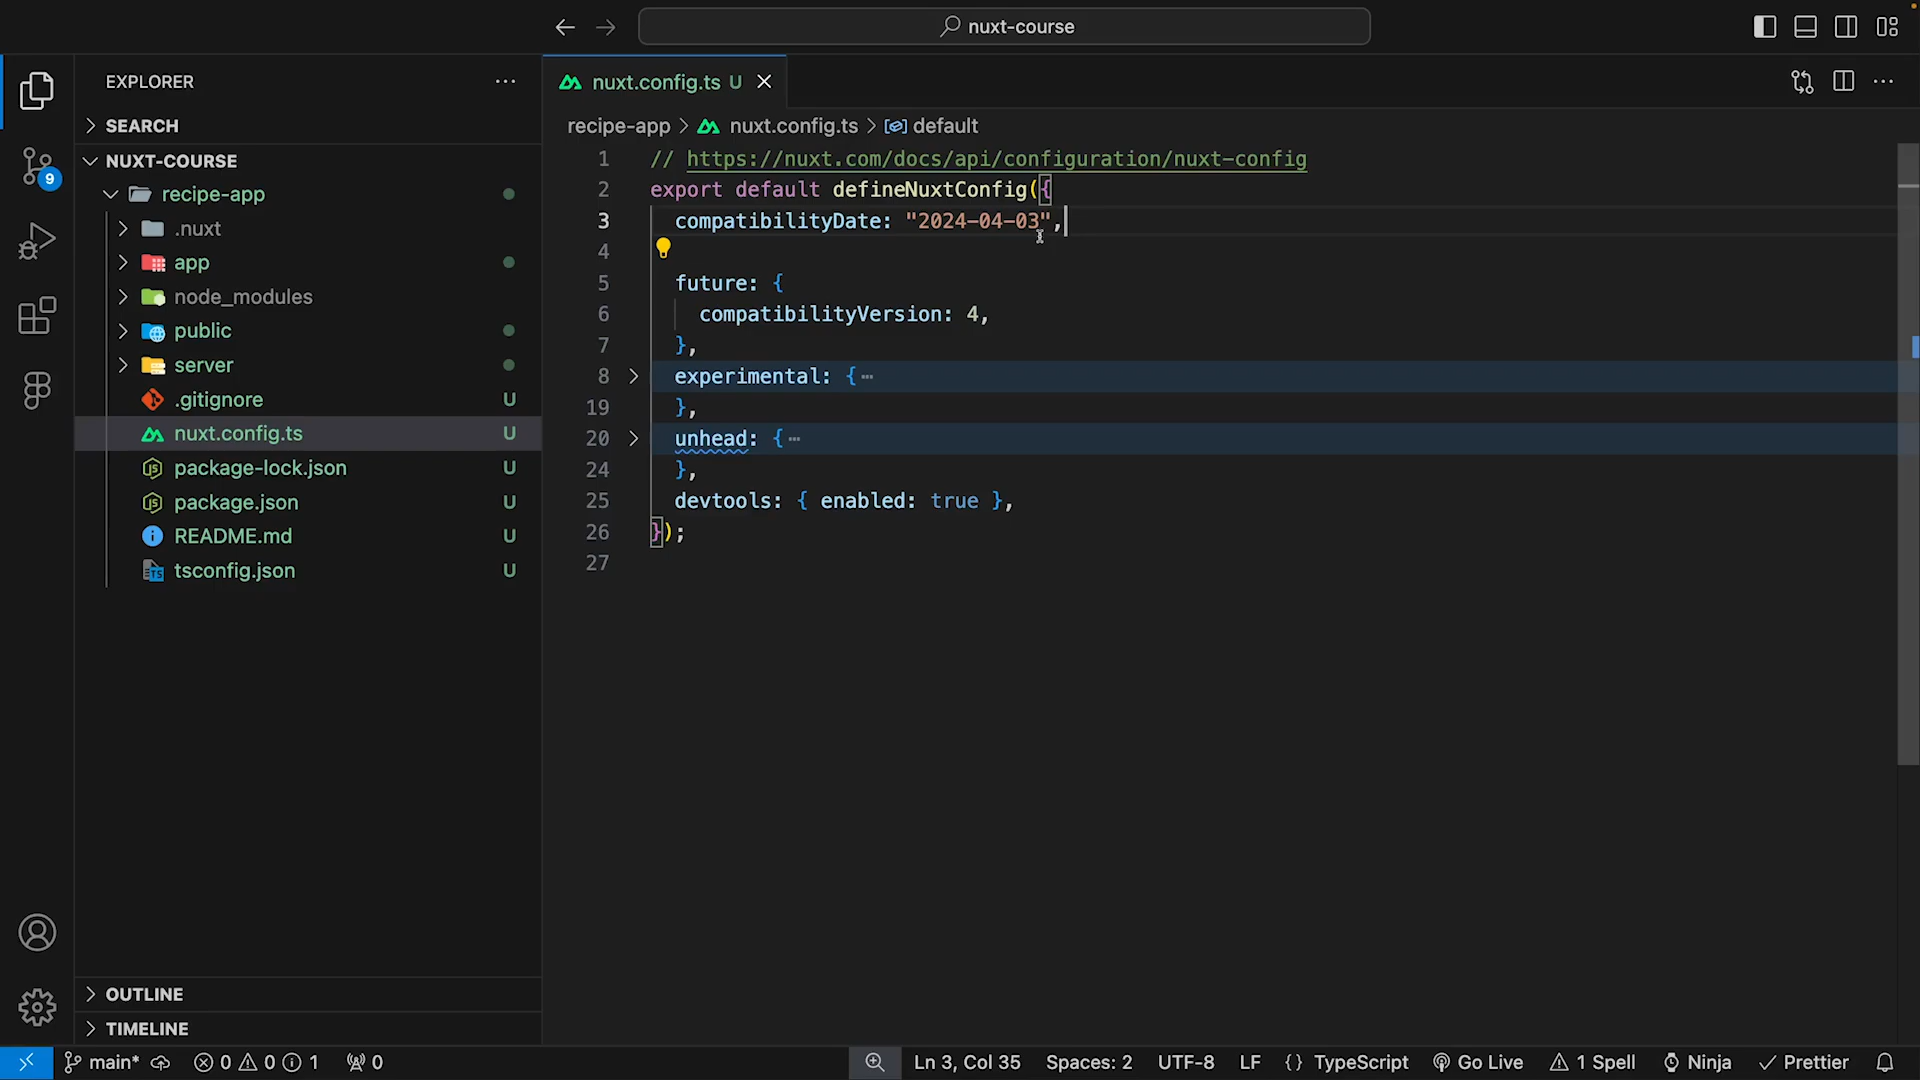 nuxt-course
EXPLORER
SEARCH
NUXT-COURSE
recipe-app
.nuxt
app
node_modules
public
server
.gitignore U
nuxt.config.ts U
package-lock.json U
package.json U
README.md U
tsconfig.json U
OUTLINE
TIMELINE
nuxt.config.ts U
recipe-app > nuxt.config.ts > default
1 // https://nuxt.com/docs/api/configuration/nuxt-config
2 export default defineNuxtConfig({
3 compatibilityDate: "2024-04-03",
4
5 future: {
6 compatibilityVersion: 4,
7 },
8 experimental: { ⋯
19 },
20 unhead: { ⋯
24 },
25 devtools: { enabled: true },
26 });
27
9
main* 0 0 1 0 Ln 3, Col 35 Spaces: 2 UTF-8 LF {} TypeScript Go Live 1 Spell Ninja Prettier